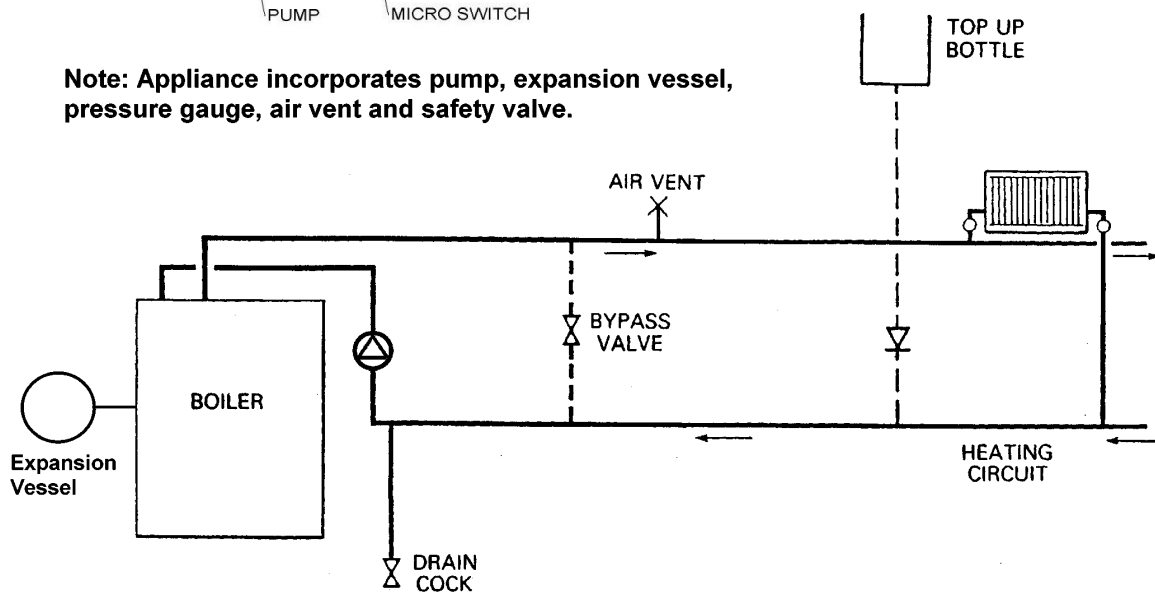 PUMP
MICRO SWITCH
TOP UP
BOTTLE
Note: Appliance incorporates pump, expansion vessel,
pressure gauge, air vent and safety valve.
AIR VENT
BYPASS
VALVE
BOILER
Expansion
Vessel
HEATING
CIRCUIT
DRAIN
COCK